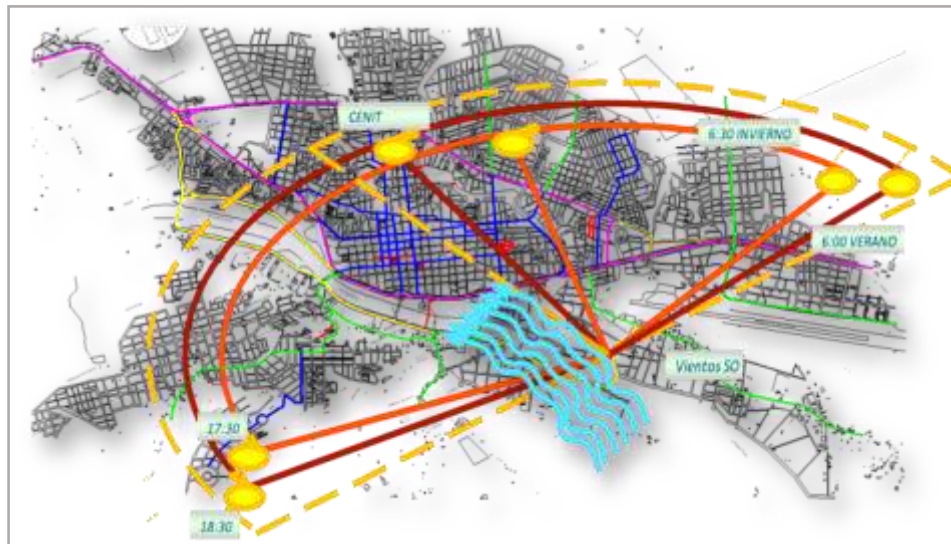 CENIT
6:30 INVIERNO
6:00 VERANO
Vientos SO
17:30
18:30